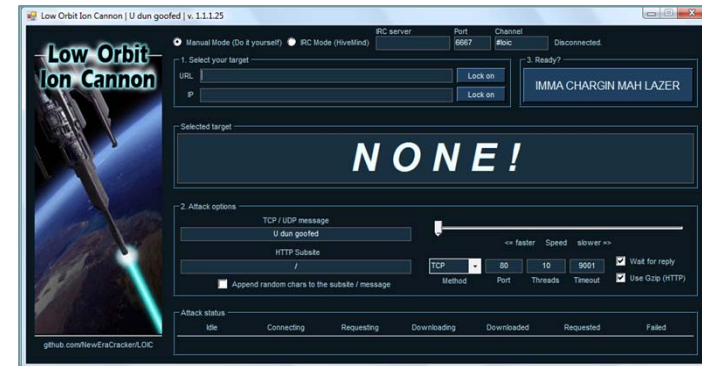 Low Orbit Ion Cannon | U dun goofed | v. 1.1.1.25
Low Orbit
Ion Cannon
Manual Mode (Do it yourself) IRC Mode (HiveMind)
IRC server Port Channel
6667 #loic Disconnected.
1. Select your target
URL Lock on
IP Lock on
3. Ready?
IMMA CHARGIN MAH LAZER
Selected target
NONE!
2. Attack options
TCP / UDP message
U dun goofed
HTTP Subsite
/
Append random chars to the subsite / message
<= faster Speed slower =>
TCP 80 10 9001 Wait for reply
Method Port Threads Timeout Use Gzip (HTTP)
Attack status
Idle Connecting Requesting Downloading Downloaded Requested Failed
github.com/NewEraCracker/LOIC